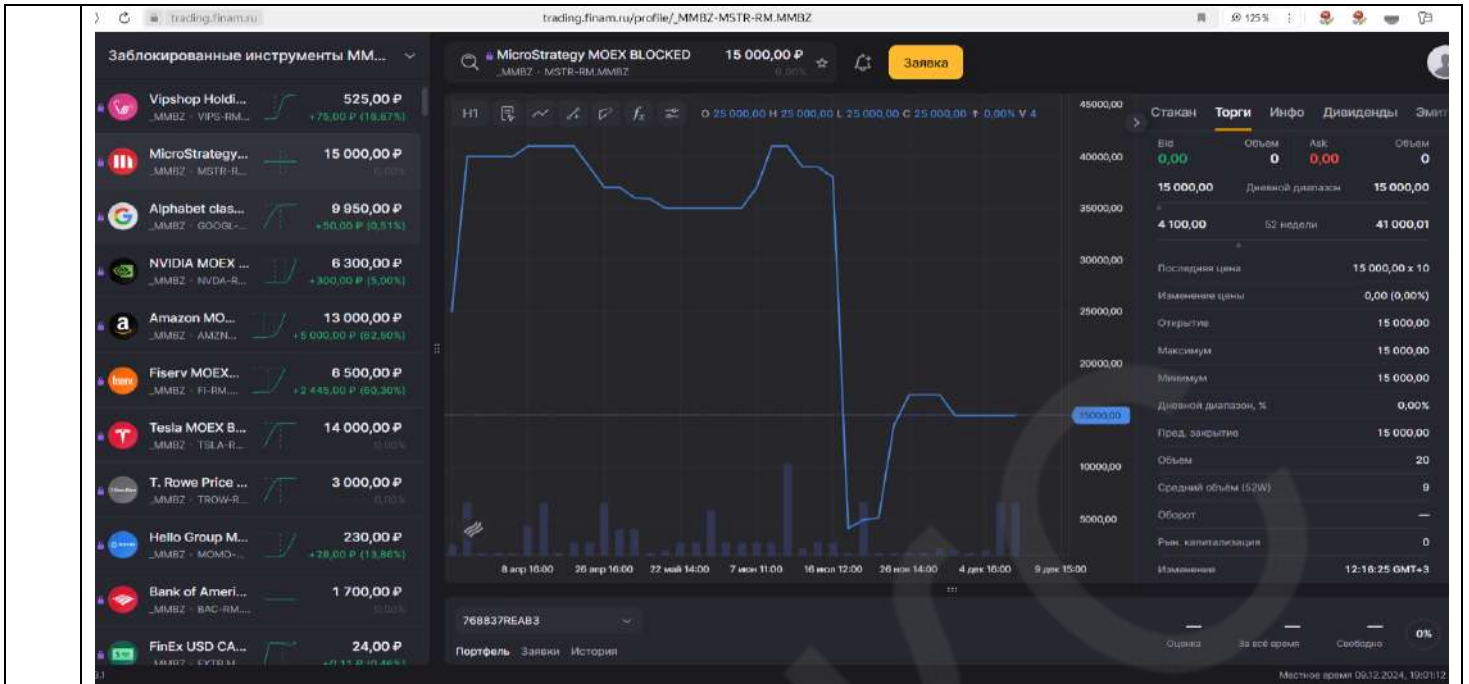 trading.finam.ru
trading.finam.ru/profile/_MMBZ-MSTR-RM.MMBZ
125 %
Заблокированные инструменты ММ...
MicroStrategy MOEX BLOCKED
15 000,00 ₽
_MMBZ · MSTR-RM.MMBZ
0,00%
Заявка
Vipshop Holdi...
525,00 ₽
_MMBZ · VIPS-RM...
+75,00 ₽ (16,67%)
MicroStrategy...
15 000,00 ₽
_MMBZ · MSTR-R...
0,00%
Alphabet clas...
9 950,00 ₽
_MMBZ · GOOGL-...
+50,00 ₽ (0,51%)
NVIDIA MOEX ...
6 300,00 ₽
_MMBZ · NVDA-R...
+300,00 ₽ (5,00%)
Amazon MO...
13 000,00 ₽
_MMBZ · AMZN...
+5 000,00 ₽ (62,50%)
Fiserv MOEX...
6 500,00 ₽
_MMBZ · FI-RM....
+2 445,00 ₽ (60,30%)
Tesla MOEX B...
14 000,00 ₽
_MMBZ · TSLA-R...
0,00%
T. Rowe Price ...
3 000,00 ₽
_MMBZ · TROW-R...
0,00%
Hello Group M...
230,00 ₽
_MMBZ · MOMO-...
+28,00 ₽ (13,86%)
Bank of Ameri...
1 700,00 ₽
_MMBZ · BAC-RM....
0,00%
FinEx USD CA...
24,00 ₽
H1
O 25 000,00 H 25 000,00 L 25 000,00 C 25 000,00 0,00% V 4
45000,00
40000,00
35000,00
30000,00
25000,00
20000,00
15000,00
10000,00
5000,00
8 апр 16:00 26 апр 16:00 22 май 14:00 7 июн 11:00 16 июл 12:00 26 ноя 14:00 4 дек 16:00 9 дек 15:00
Стакан Торги Инфо Дивиденды Эмит
Bid Объем Ask Объем
0,00 0 0,00 0
15 000,00 Дневной диапазон 15 000,00
4 100,00 52 недели 41 000,01
Последняя цена 15 000,00 x 10
Изменение цены 0,00 (0,00%)
Открытие 15 000,00
Максимум 15 000,00
Минимум 15 000,00
Дневной диапазон, % 0,00%
Пред. закрытие 15 000,00
Объем 20
Средний объём (52W) 9
Оборот —
Рын. капитализация 0
Изменение 12:16:25 GMT+3
768837REAB3
Портфель Заявки История
— — — 0%
Оценка За всё время Свободно
Местное время 09.12.2024, 19:01:12